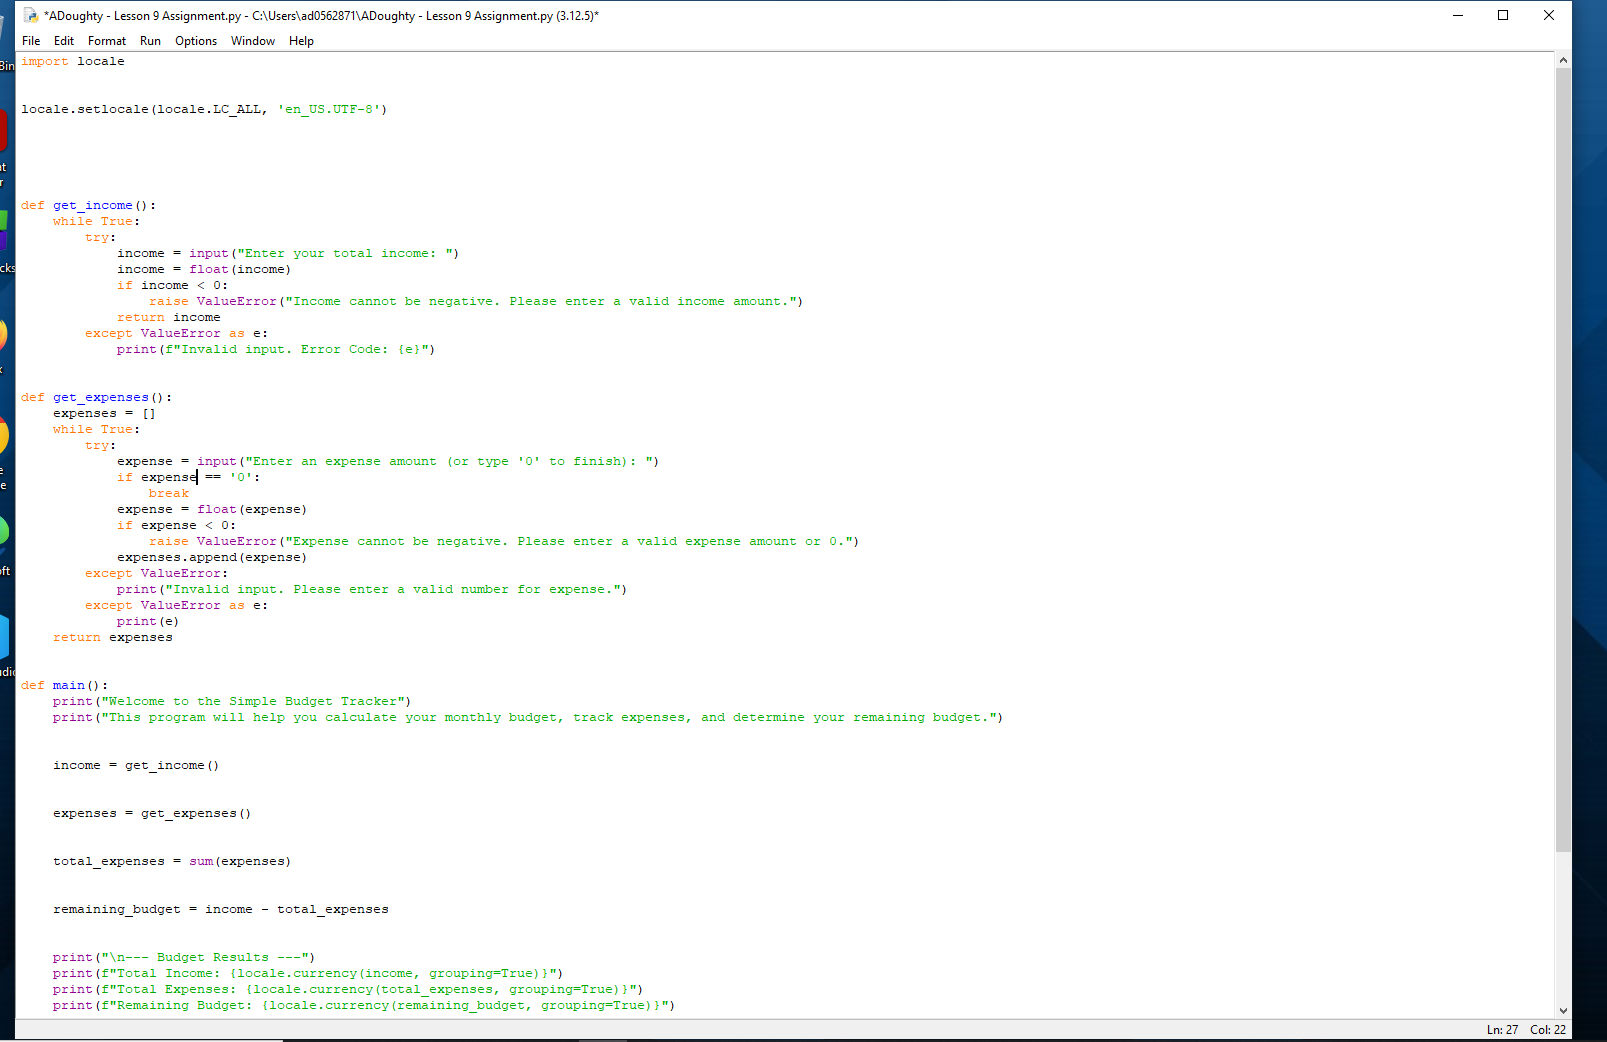 *ADoughty - Lesson 9 Assignment.py - C:\Users\ad0562871\ADoughty - Lesson 9 Assignment.py (3.12.5)*
File Edit Format Run Options Window Help
import locale
locale.setlocale(locale.LC_ALL, 'en_US.UTF-8')
def get_income():
    while True:
        try:
            income = input("Enter your total income: ")
            income = float(income)
            if income < 0:
                raise ValueError("Income cannot be negative. Please enter a valid income amount.")
            return income
        except ValueError as e:
            print(f"Invalid input. Error Code: {e}")
def get_expenses():
    expenses = []
    while True:
        try:
            expense = input("Enter an expense amount (or type '0' to finish): ")
            if expense == '0':
                break
            expense = float(expense)
            if expense < 0:
                raise ValueError("Expense cannot be negative. Please enter a valid expense amount or 0.")
            expenses.append(expense)
        except ValueError:
            print("Invalid input. Please enter a valid number for expense.")
        except ValueError as e:
            print(e)
    return expenses
def main():
    print("Welcome to the Simple Budget Tracker")
    print("This program will help you calculate your monthly budget, track expenses, and determine your remaining budget.")
    income = get_income()
    expenses = get_expenses()
    total_expenses = sum(expenses)
    remaining_budget = income - total_expenses
    print("\n--- Budget Results ---")
    print(f"Total Income: {locale.currency(income, grouping=True)}")
    print(f"Total Expenses: {locale.currency(total_expenses, grouping=True)}")
    print(f"Remaining Budget: {locale.currency(remaining_budget, grouping=True)}")
Ln: 27 Col: 22